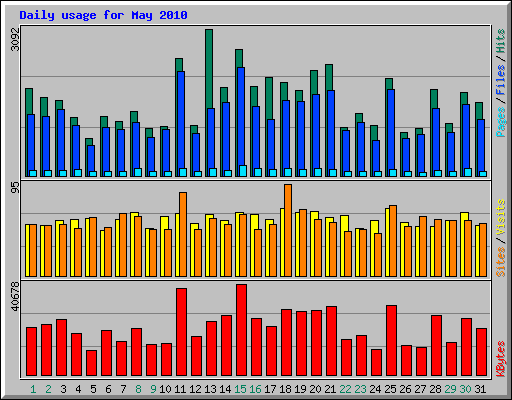 Daily usage for May 2010
3092
Pages / Files / Hits
95
Sites / Visits
40678
KBytes
1 2 3 4 5 6 7 8 9 10 11 12 13 14 15 16 17 18 19 20 21 22 23 24 25 26 27 28 29 30 31